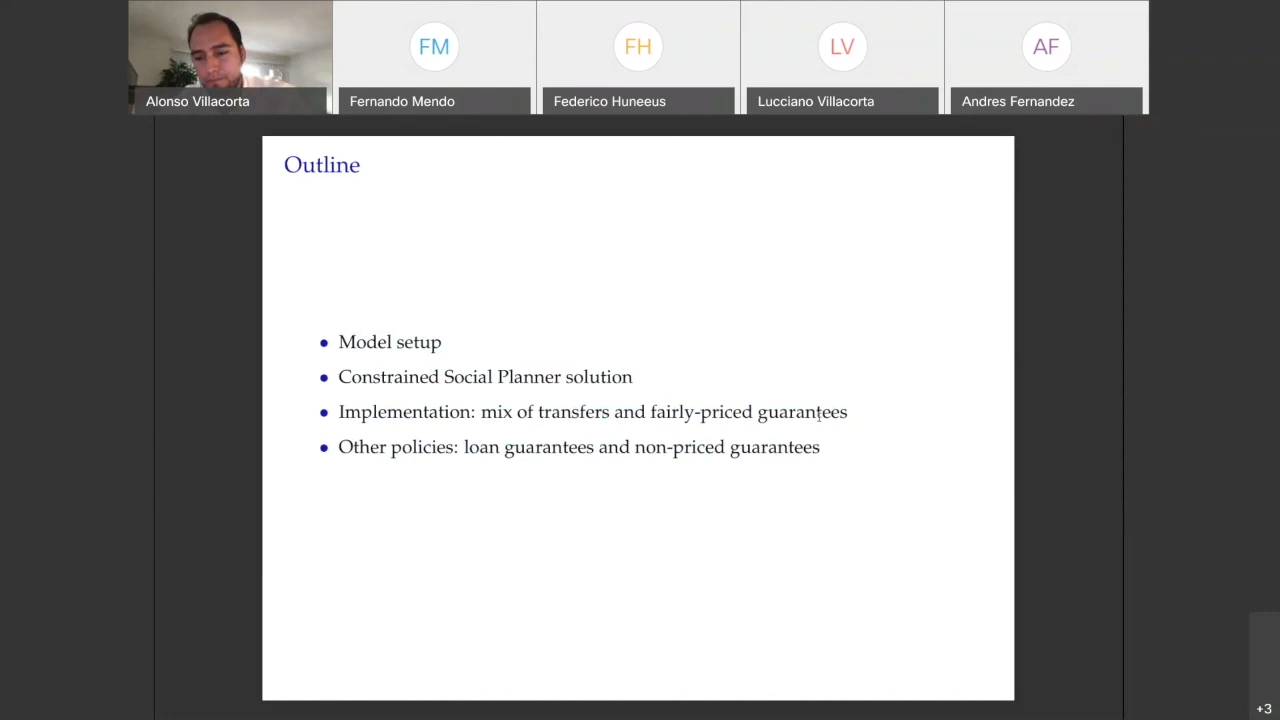 FM
FH
LV
AF
Alonso Villacorta
Fernando Mendo
Federico Huneeus
Lucciano Villacorta
Andres Fernandez
Outline
• Model setup
• Constrained Social Planner solution
• Implementation: mix of transfers and fairly-priced guarantees
• Other policies: loan guarantees and non-priced guarantees
+3